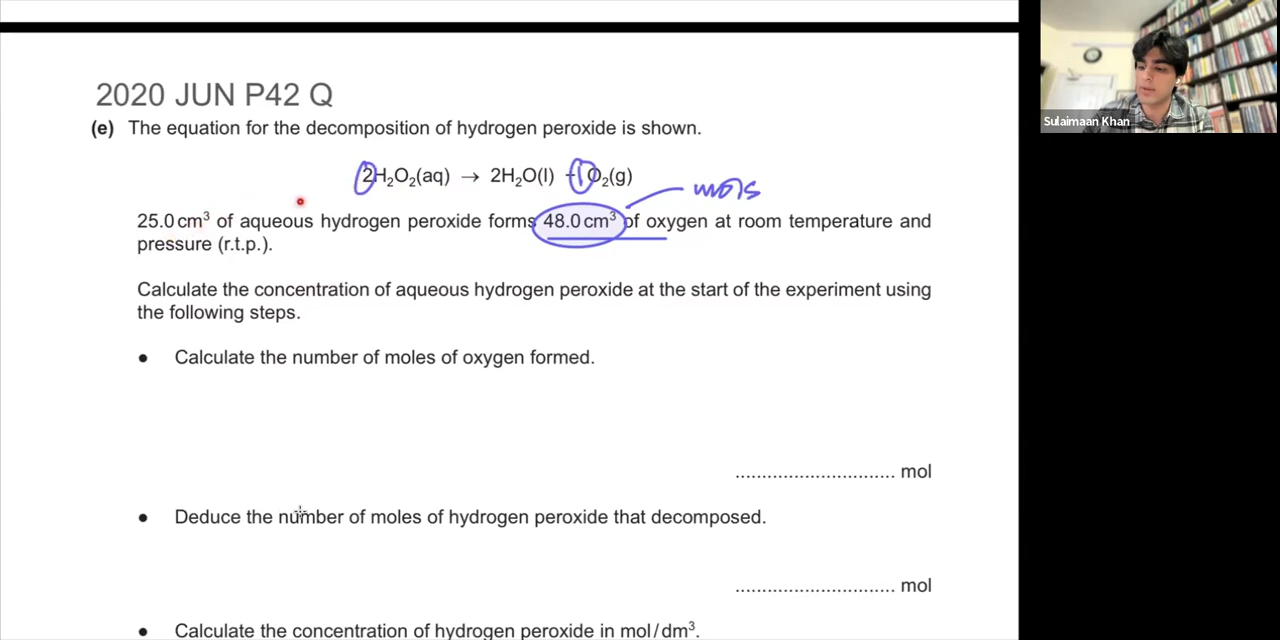 2020 JUN P42 Q
(e) The equation for the decomposition of hydrogen peroxide is shown.
2H₂O₂(aq) → 2H₂O(l) + 1O₂(g)
mols
25.0 cm³ of aqueous hydrogen peroxide forms 48.0 cm³ of oxygen at room temperature and
pressure (r.t.p.).
Calculate the concentration of aqueous hydrogen peroxide at the start of the experiment using
the following steps.
● Calculate the number of moles of oxygen formed.
.............................. mol
● Deduce the number of moles of hydrogen peroxide that decomposed.
.............................. mol
● Calculate the concentration of hydrogen peroxide in mol/dm³.
Sulaimaan Khan